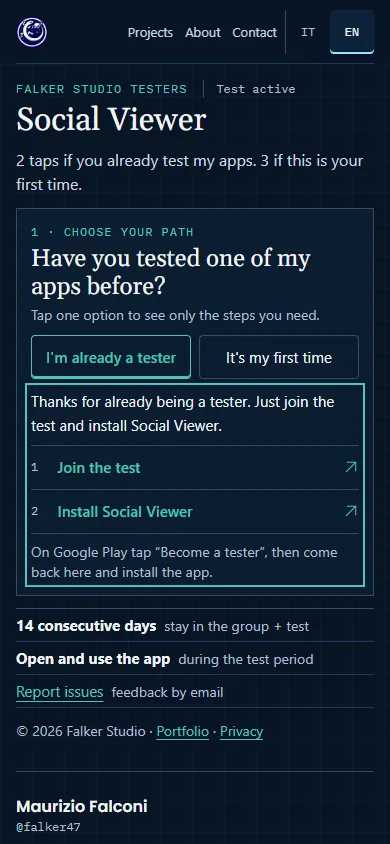 Projects About Contact IT EN
FALKER STUDIO TESTERS Test active
Social Viewer
2 taps if you already test my apps. 3 if this is your
first time.
1 · CHOOSE YOUR PATH
Have you tested one of my
apps before?
Tap one option to see only the steps you need.
I'm already a tester It's my first time
Thanks for already being a tester. Just join the
test and install Social Viewer.
1 Join the test
2 Install Social Viewer
On Google Play tap “Become a tester”, then come
back here and install the app.
14 consecutive days stay in the group + test
Open and use the app during the test period
Report issues feedback by email
© 2026 Falker Studio · Portfolio · Privacy
Maurizio Falconi
@falker47